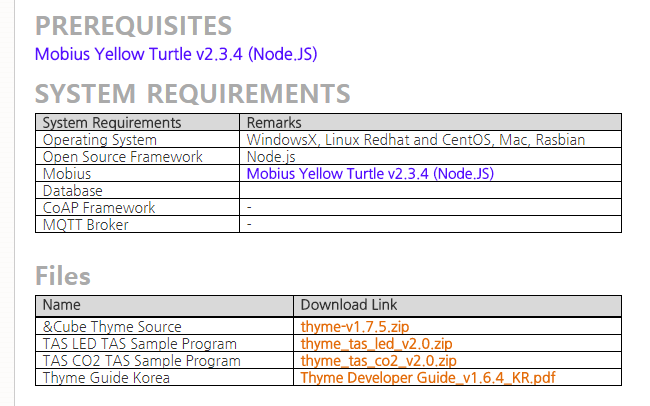 PREREQUISITES
Mobius Yellow Turtle v2.3.4 (Node.JS)
SYSTEM REQUIREMENTS
System Requirements Remarks
Operating System WindowsX, Linux Redhat and CentOS, Mac, Rasbian
Open Source Framework Node.js
Mobius Mobius Yellow Turtle v2.3.4 (Node.JS)
Database
CoAP Framework -
MQTT Broker -
Files
Name Download Link
&Cube Thyme Source thyme-v1.7.5.zip
TAS LED TAS Sample Program thyme_tas_led_v2.0.zip
TAS CO2 TAS Sample Program thyme_tas_co2_v2.0.zip
Thyme Guide Korea Thyme Developer Guide_v1.6.4_KR.pdf